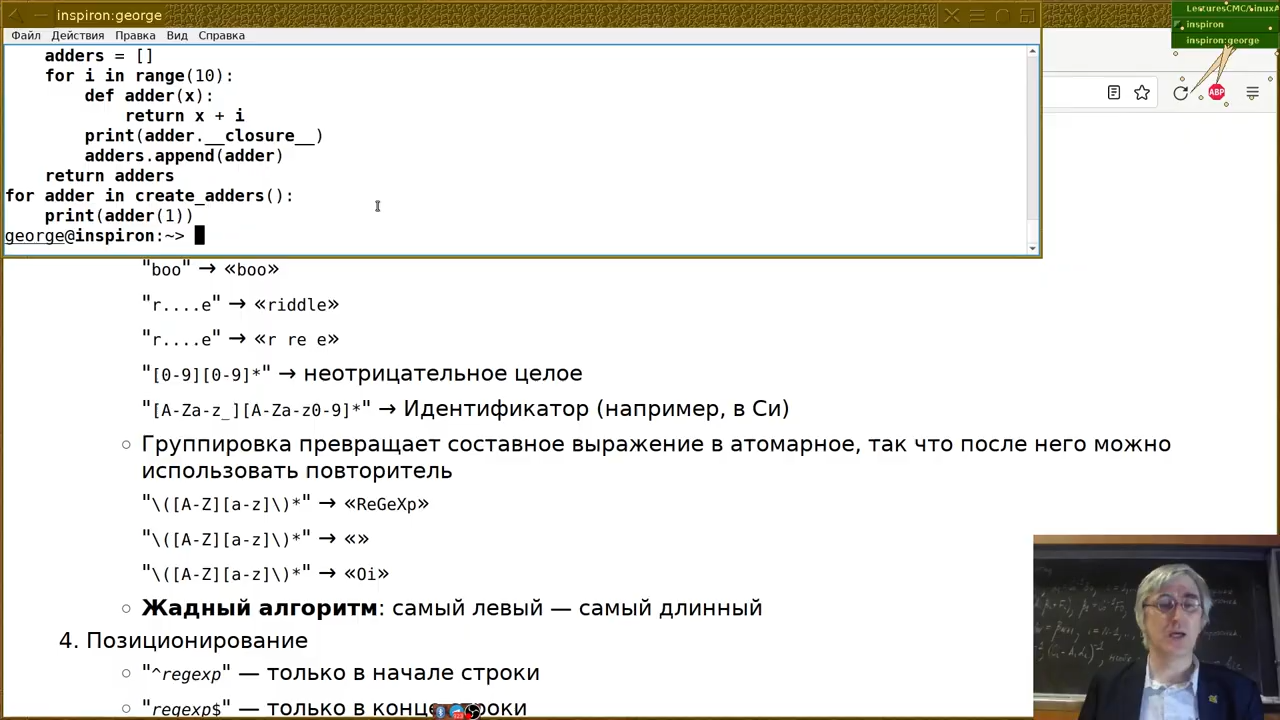 inspiron:george
LecturesCMC/LinuxA
inspiron
inspiron:george
Файл Действия Правка Вид Справка
adders = []
for i in range(10):
def adder(x):
return x + i
print(adder.__closure__)
adders.append(adder)
return adders
for adder in create_adders():
print(adder(1))
george@inspiron:~>
ABP
"boo" → «boo»
"r....e" → «riddle»
"r....e" → «r re e»
"[0-9][0-9]*" → неотрицательное целое
"[A-Za-z_][A-Za-z0-9]*" → Идентификатор (например, в Си)
Группировка превращает составное выражение в атомарное, так что после него можно
использовать повторитель
"\([A-Z][a-z]\)*" → «ReGeXp»
"\([A-Z][a-z]\)*" → «»
"\([A-Z][a-z]\)*" → «Oi»
Жадный алгоритм: самый левый — самый длинный
4. Позиционирование
"^regexp" — только в начале строки
"regexp$" — только в конце строки